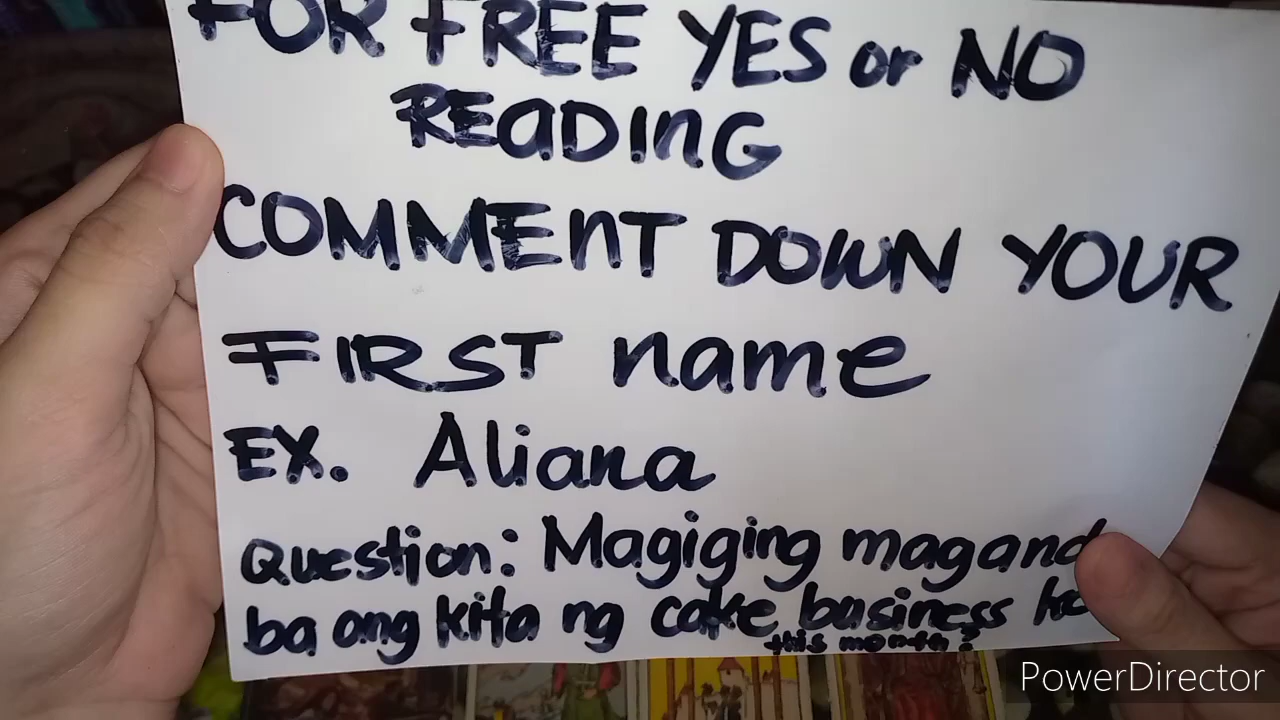 FOR FREE YES or NO
READING
COMMENT DOWN YOUR
FIRST name
EX. Aliana
Question: Magiging magand
ba ang kita ng cake business ko
this month?
PowerDirector